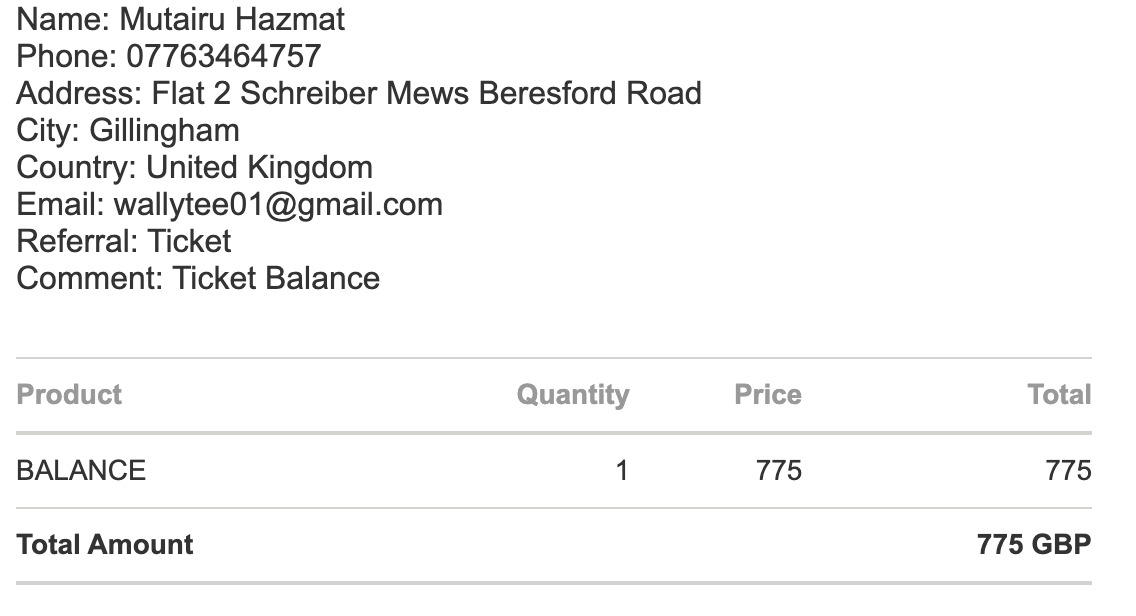 Name: Mutairu Hazmat
Phone: 07763464757
Address: Flat 2 Schreiber Mews Beresford Road
City: Gillingham
Country: United Kingdom
Email: wallytee01@gmail.com
Referral: Ticket
Comment: Ticket Balance
Product Quantity Price Total
BALANCE 1 775 775
Total Amount 775 GBP